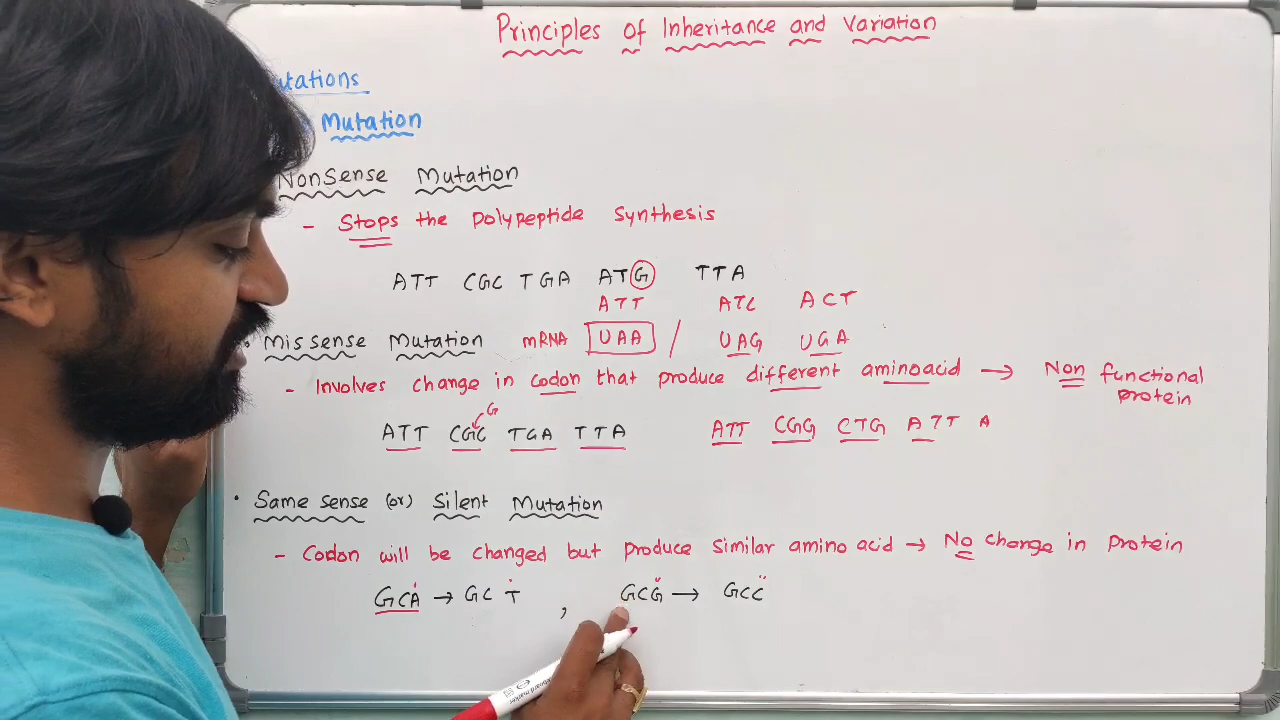 Principles of Inheritance and Variation
Mutation
NonSense Mutation
- Stops the polypeptide synthesis
ATT CGC TGA ATG TTA
ATT ATC ACT
Missense Mutation mRNA UAA / UAG UGA
- Involves change in codon that produce different aminoacid → Non functional protein
G
ATT CGC TGA TTA ATT CGG CTG ATT A
• Same sense (or) Silent Mutation
- Codon will be changed but produce similar amino acid → No change in protein
GCA → GC T , GCG → GCC